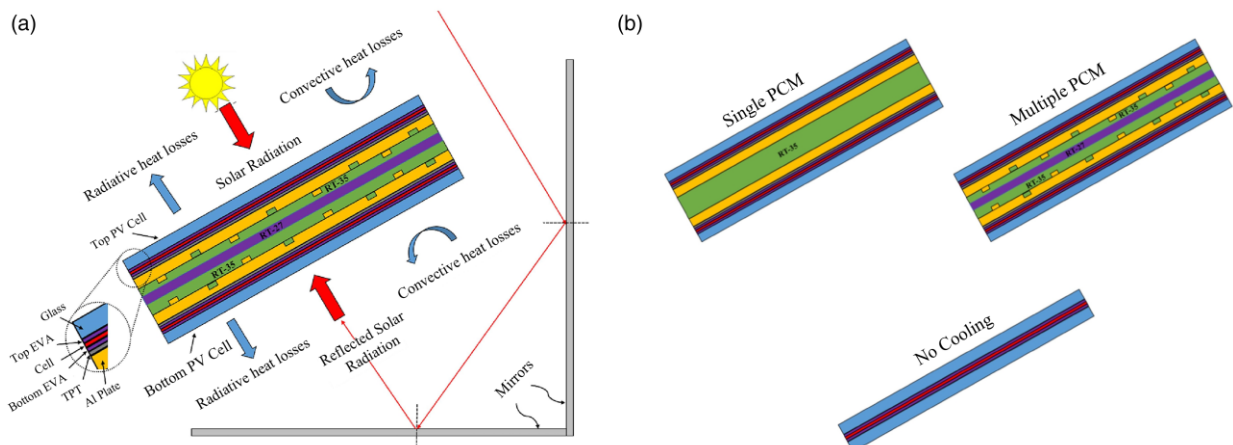 (a)
Convective heat losses
Radiative heat losses
Solar Radiation
Top PV Cell
RT-35
RT-27
RT-35
Glass
Top EVA
Cell
Bottom EVA
TPT
Al Plate
Bottom PV Cell
Radiative heat losses
Reflected Solar
Radiation
Convective heat losses
Mirrors
(b)
Single PCM
RT-35
Multiple PCM
RT-35
RT-27
RT-35
No Cooling